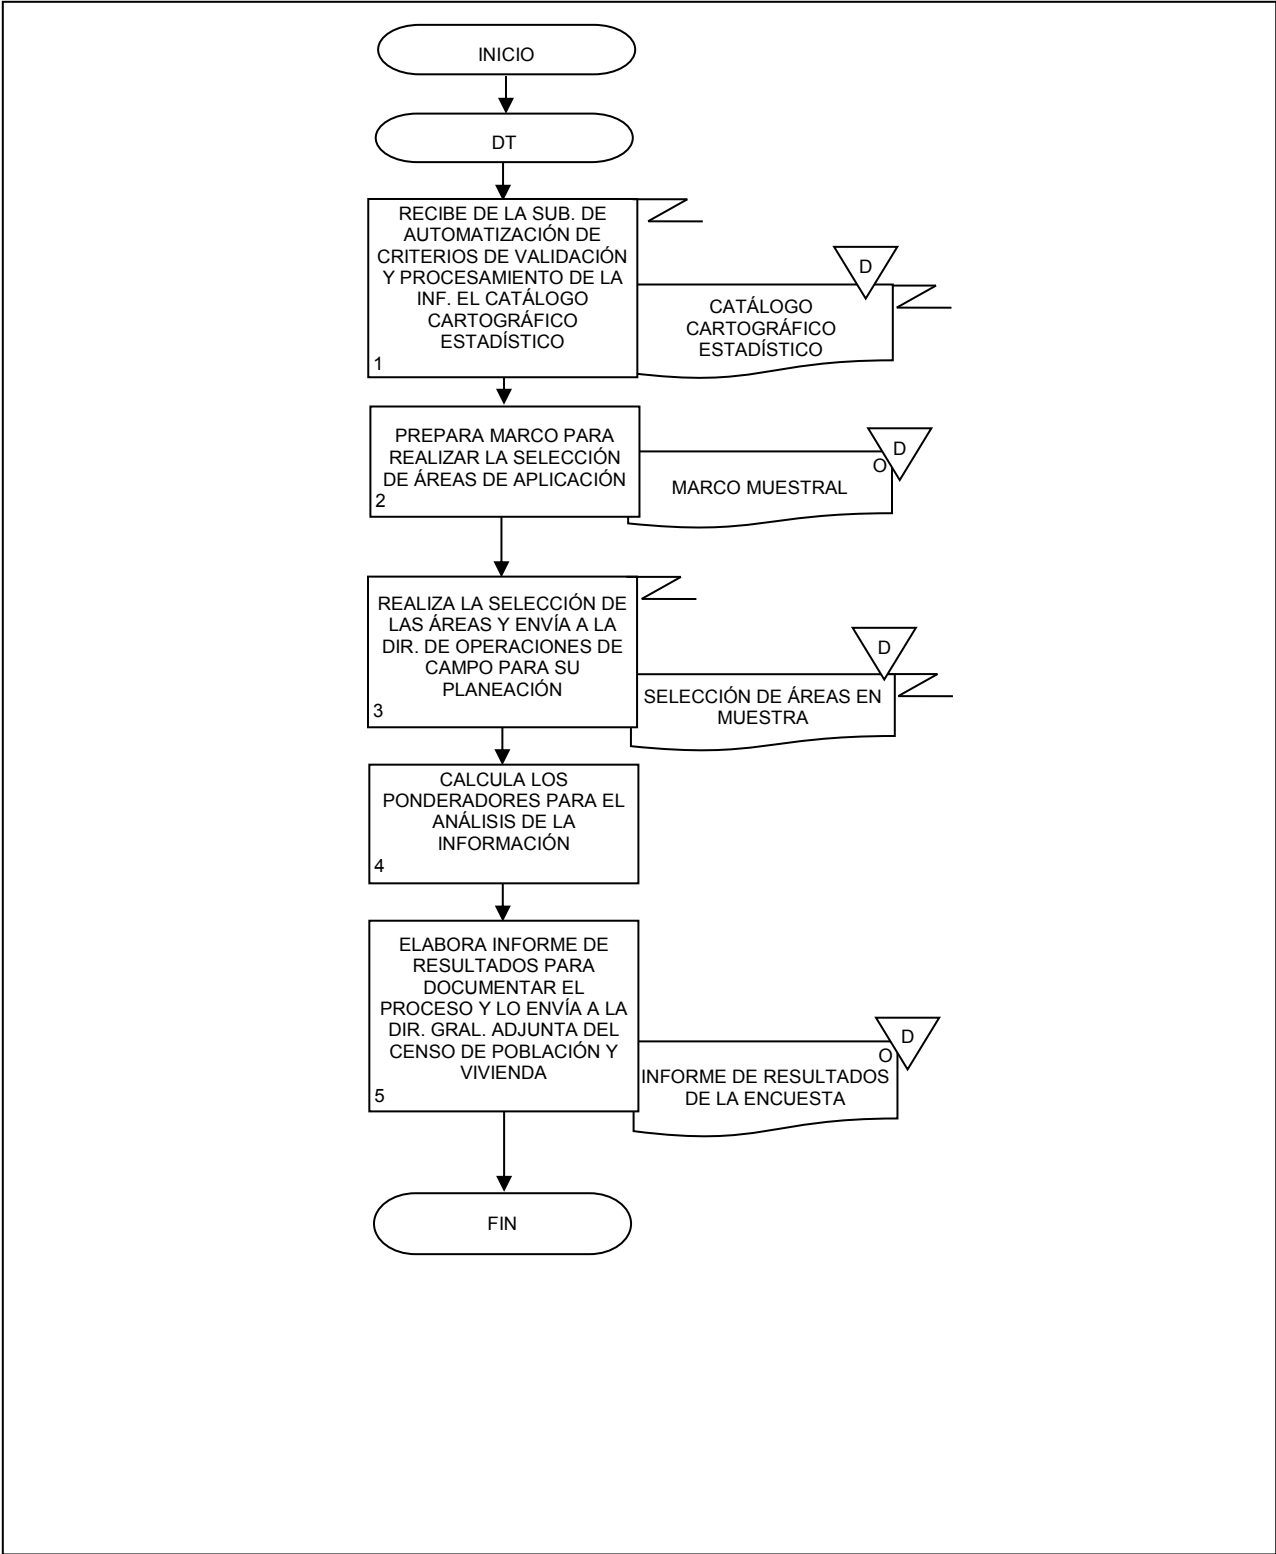 INICIO
DT
RECIBE DE LA SUB. DE
AUTOMATIZACIÓN DE
CRITERIOS DE VALIDACIÓN
Y PROCESAMIENTO DE LA
INF. EL CATÁLOGO
CARTOGRÁFICO
ESTADÍSTICO
1
D
CATÁLOGO
CARTOGRÁFICO
ESTADÍSTICO
PREPARA MARCO PARA
REALIZAR LA SELECCIÓN
DE ÁREAS DE APLICACIÓN
2
D
O
MARCO MUESTRAL
REALIZA LA SELECCIÓN DE
LAS ÁREAS Y ENVÍA A LA
DIR. DE OPERACIONES DE
CAMPO PARA SU
PLANEACIÓN
3
D
SELECCIÓN DE ÁREAS EN
MUESTRA
CALCULA LOS
PONDERADORES PARA EL
ANÁLISIS DE LA
INFORMACIÓN
4
ELABORA INFORME DE
RESULTADOS PARA
DOCUMENTAR EL
PROCESO Y LO ENVÍA A LA
DIR. GRAL. ADJUNTA DEL
CENSO DE POBLACIÓN Y
VIVIENDA
5
D
O
INFORME DE RESULTADOS
DE LA ENCUESTA
FIN